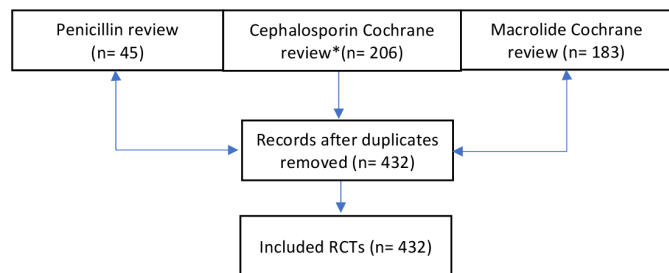 Penicillin review
(n= 45)
Cephalosporin Cochrane
review*(n= 206)
Macrolide Cochrane
review (n= 183)
Records after duplicates
removed (n= 432)
Included RCTs (n= 432)